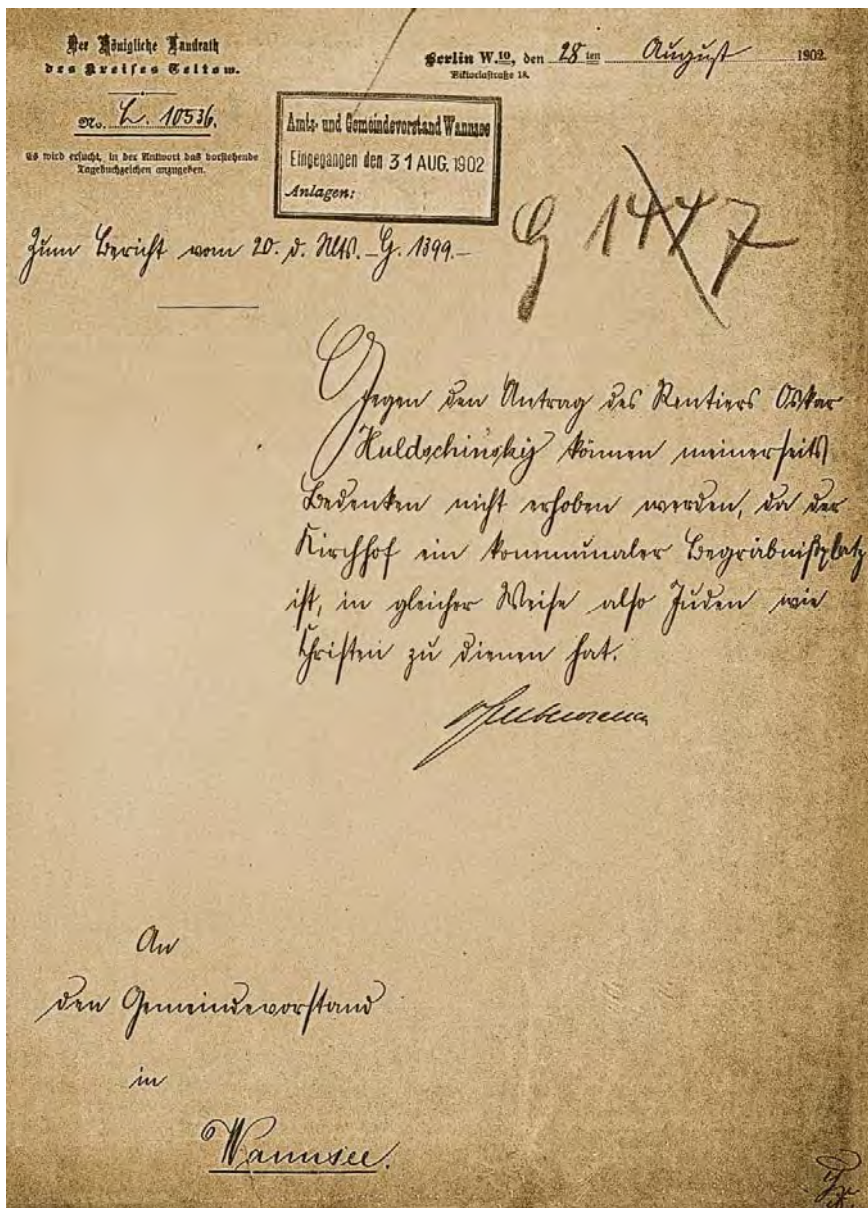 Der Königliche Landrath
des Kreises Teltow.
No. L. 10536.
Es wird ersucht, in der Antwort das vorstehende
Tagebuchzeichen anzugeben.
Berlin W.10, den 28ten August 1902.
Viktoriastraße 18.
Amts- und Gemeindevorstand Wannsee
Eingegangen den 31 AUG. 1902
Anlagen:
G 1477
Zum Bericht vom 20. d. Mts. – G. 1399. –
Gegen den Antrag des Rentiers Oskar
Huldschinsky können meinerseits
Bedenken nicht erhoben werden, da der
Kirchhof ein kommunaler Begräbnißplatz
ist, in gleicher Weise also Juden wie
Christen zu dienen hat.
An
den Gemeindevorstand
in
Wannsee.